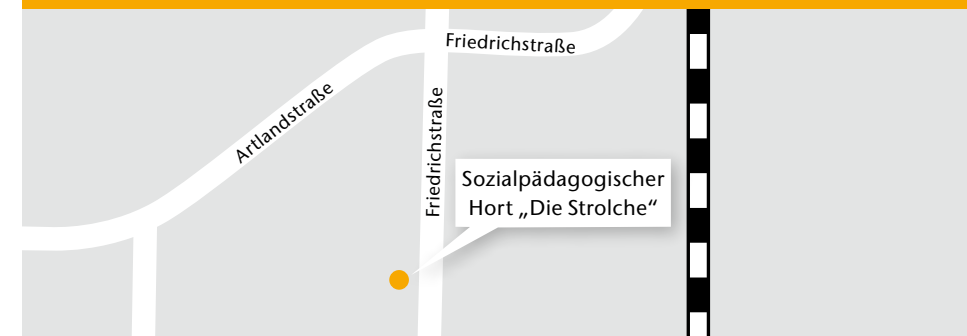 Friedrichstraße
Artlandstraße
Friedrichstraße
Sozialpädagogischer
Hort „Die Strolche“